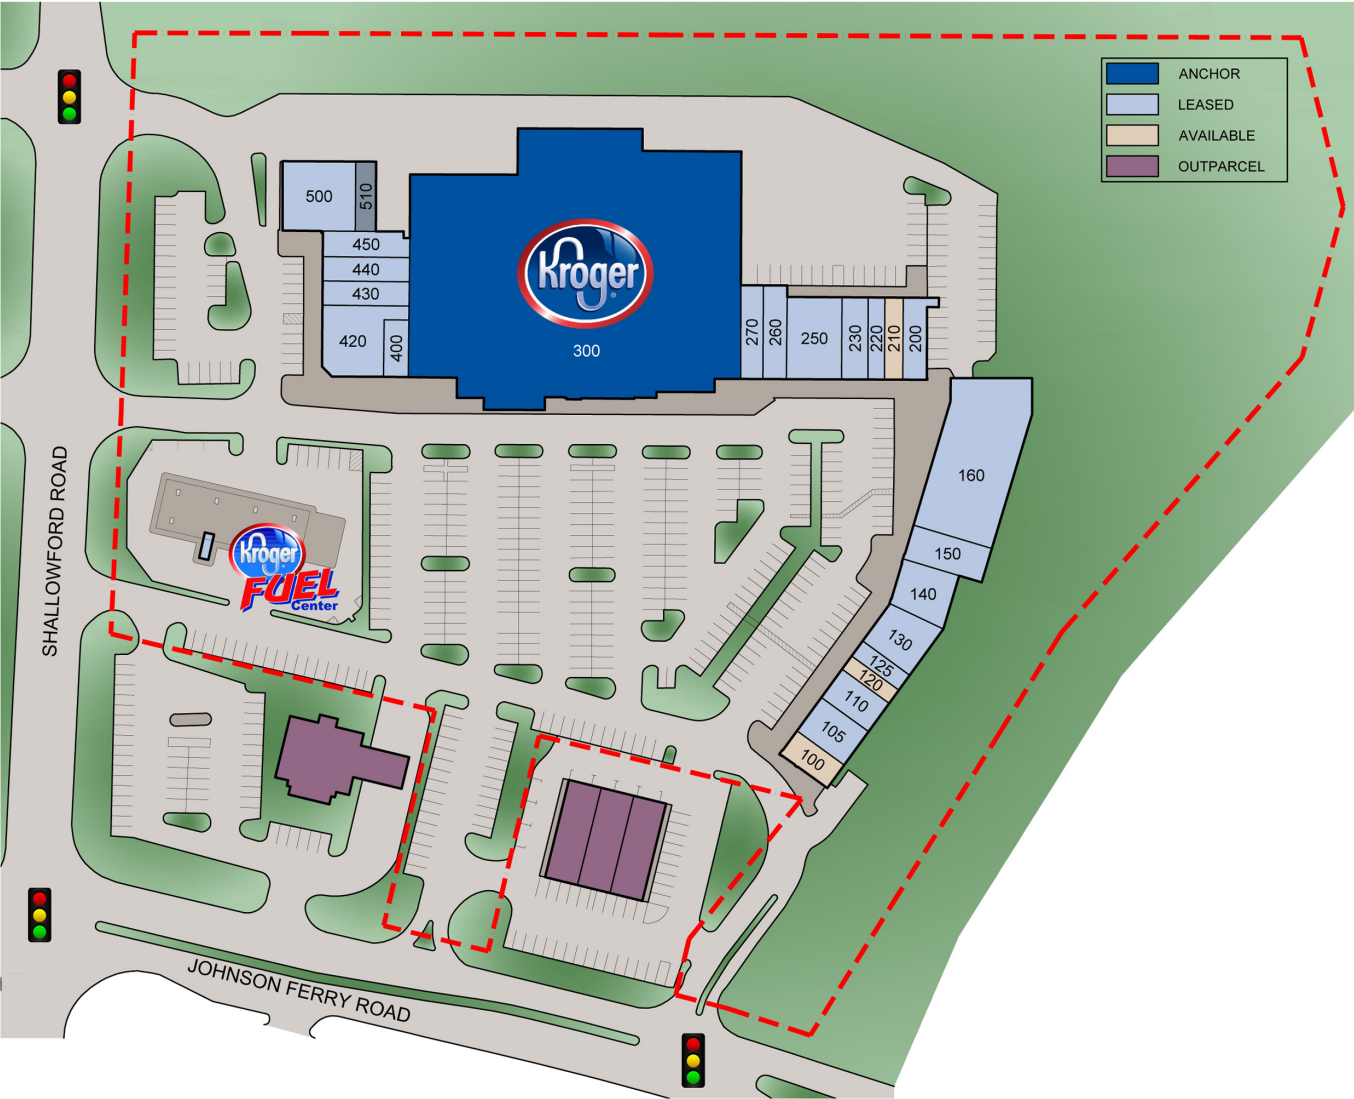 ANCHOR
LEASED
AVAILABLE
OUTPARCEL
500
510
450
440
430
420
400
Kroger
300
270
260
250
230
220
210
200
160
150
140
130
125
120
110
105
100
Kroger
FUEL
Center
SHALLOWFORD ROAD
JOHNSON FERRY ROAD